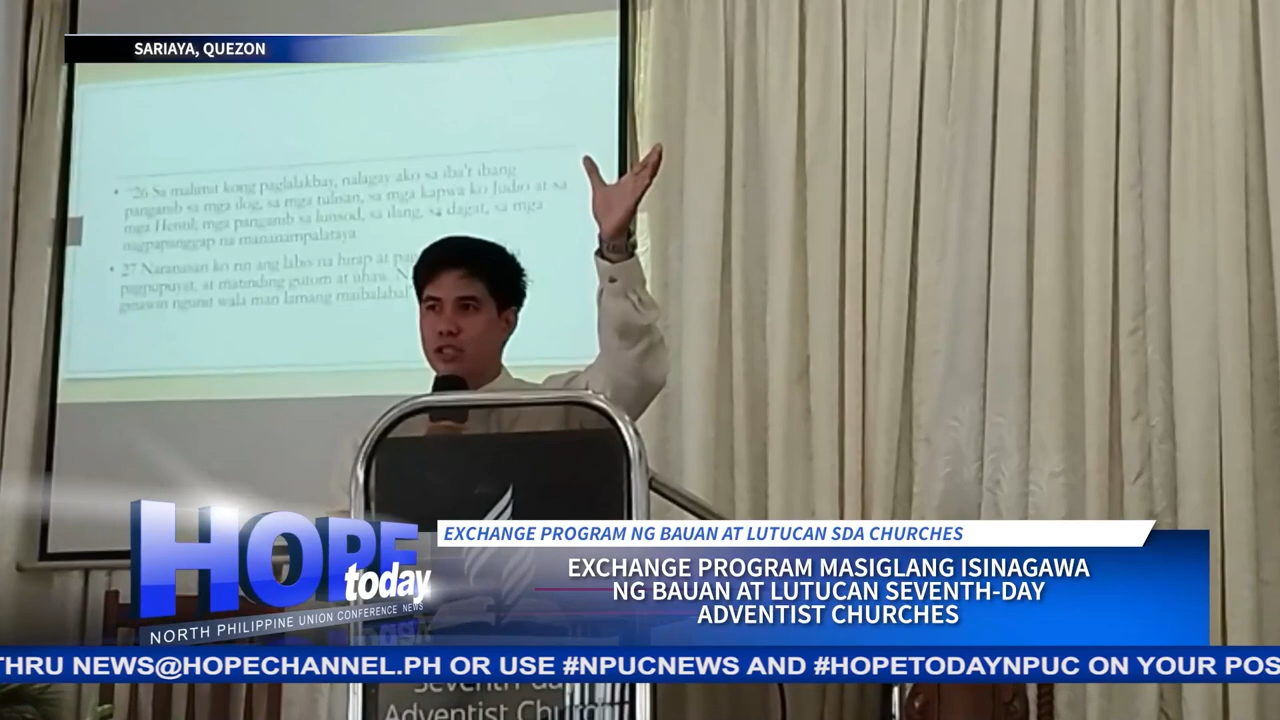 SARIAYA, QUEZON
• "26 Sa malimit kong paglalakbay, nalagay ako sa iba't ibang
panganib sa mga ilog, sa mga tulisan, sa mga kapwa ko Judio at sa
mga Hentil; mga panganib sa lunsod, sa ilang, sa dagat, sa mga
nagpapanggap na mananampalataya
• 27 Naranasan ko rin ang labis na hirap at
pagpupuyat, at matinding gutom at uhaw.
ginawin ngunit wala man lamang maibalabal
HOPE
today
NORTH PHILIPPINE UNION CONFERENCE NEWS
EXCHANGE PROGRAM NG BAUAN AT LUTUCAN SDA CHURCHES
EXCHANGE PROGRAM MASIGLANG ISINAGAWA
NG BAUAN AT LUTUCAN SEVENTH-DAY
ADVENTIST CHURCHES
THRU NEWS@HOPECHANNEL.PH OR USE #NPUCNEWS AND #HOPETODAYNPUC ON YOUR POS
Seventh-day
Adventist Church